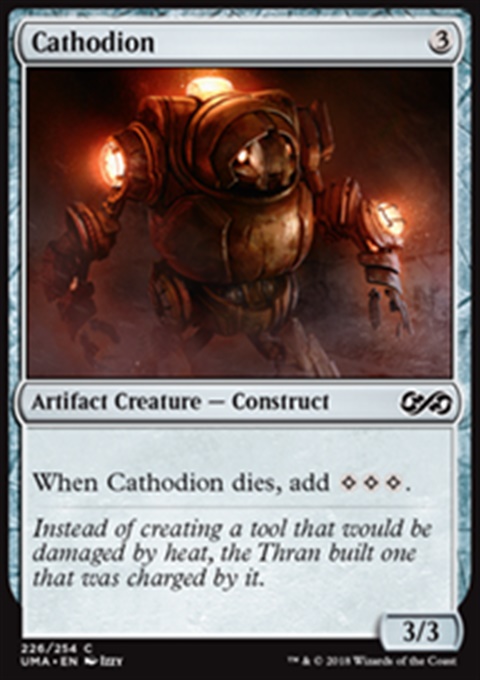 Cathodion 3
Artifact Creature — Construct
When Cathodion dies, add ◇◇◇.
Instead of creating a tool that would be
damaged by heat, the Thran built one
that was charged by it.
3/3
226/254 C
UMA • EN Izzy
™ & © 2018 Wizards of the Coast